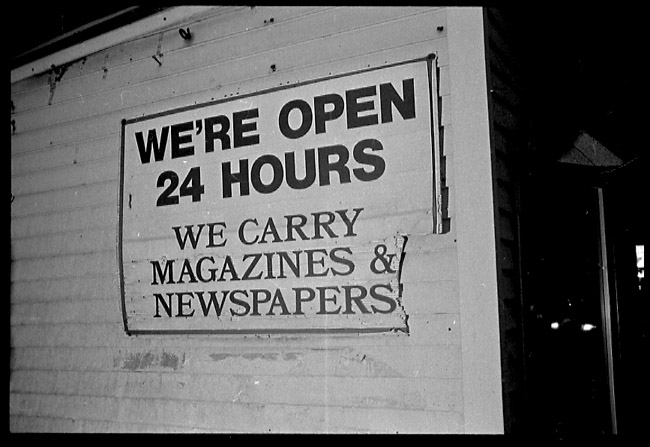 WE'RE OPEN
24 HOURS
WE CARRY
MAGAZINES &
NEWSPAPERS